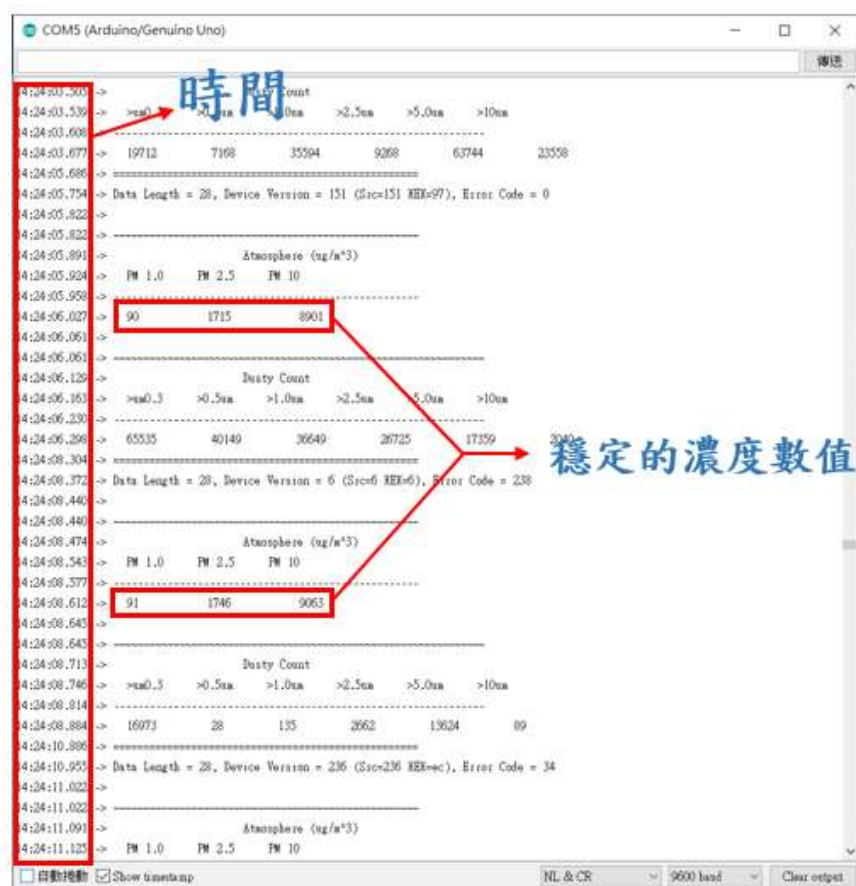 COM5 (Arduino/Genuino Uno)
傳送
時間
14:24:03.505 -> Dusty Count
14:24:03.539 -> >um0.3 >0.5um >1.0um >2.5um >5.0um >10um
14:24:03.608 -> ------------------------------------------------------
14:24:03.677 -> 19712 7168 35594 9268 63744 23558
14:24:05.686 -> =============================================
14:24:05.754 -> Data Length = 28, Device Version = 151 (Src=151 HEX=97), Error Code = 0
14:24:05.822 ->
14:24:05.822 -> =============================================
14:24:05.891 -> Atmosphere (ug/m^3)
14:24:05.924 -> PM 1.0 PM 2.5 PM 10
14:24:05.958 -> ---------------------------------------------
14:24:06.027 -> 90 1715 8901
14:24:06.061 ->
14:24:06.061 -> ======================================================
14:24:06.129 -> Dusty Count
14:24:06.163 -> >um0.3 >0.5um >1.0um >2.5um >5.0um >10um
14:24:06.230 -> ------------------------------------------------------
14:24:06.298 -> 65535 40149 36649 26725 17359 2040
穩定的濃度數值
14:24:08.304 -> =============================================
14:24:08.372 -> Data Length = 28, Device Version = 6 (Src=6 HEX=6), Error Code = 238
14:24:08.440 ->
14:24:08.440 -> =============================================
14:24:08.474 -> Atmosphere (ug/m^3)
14:24:08.543 -> PM 1.0 PM 2.5 PM 10
14:24:08.577 -> ---------------------------------------------
14:24:08.612 -> 91 1746 9063
14:24:08.645 ->
14:24:08.645 -> ======================================================
14:24:08.713 -> Dusty Count
14:24:08.746 -> >um0.3 >0.5um >1.0um >2.5um >5.0um >10um
14:24:08.814 -> ------------------------------------------------------
14:24:08.884 -> 16973 28 135 2662 13624 89
14:24:10.886 -> =============================================
14:24:10.955 -> Data Length = 28, Device Version = 236 (Src=236 HEX=ec), Error Code = 34
14:24:11.022 ->
14:24:11.022 -> =============================================
14:24:11.091 -> Atmosphere (ug/m^3)
14:24:11.125 -> PM 1.0 PM 2.5 PM 10
自動捲動 Show timestamp NL & CR 9600 baud Clear output